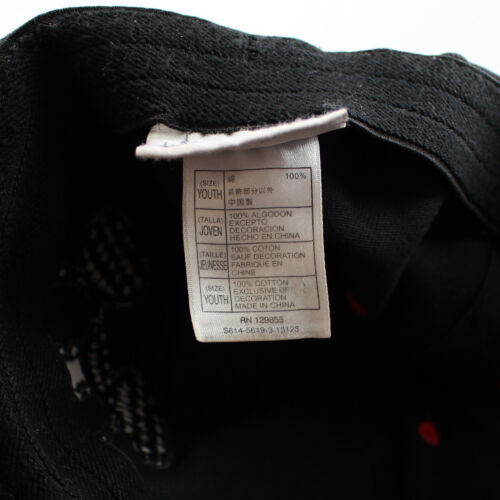 (SIZE)
YOUTH
綿 100%
装飾部分以外
中国製
(TALLA)
JOVEN
100% ALGODON
EXCEPTO
DECORACION
HECHO EN CHINA
(TAILLE)
JEUNESSE
100% COTON
SAUF DECORATION
FABRIQUE EN
CHINE
(SIZE)
YOUTH
100% COTTON
EXCLUSIVE OF
DECORATION
MADE IN CHINA
RN 129855
S614-5619-3-13123